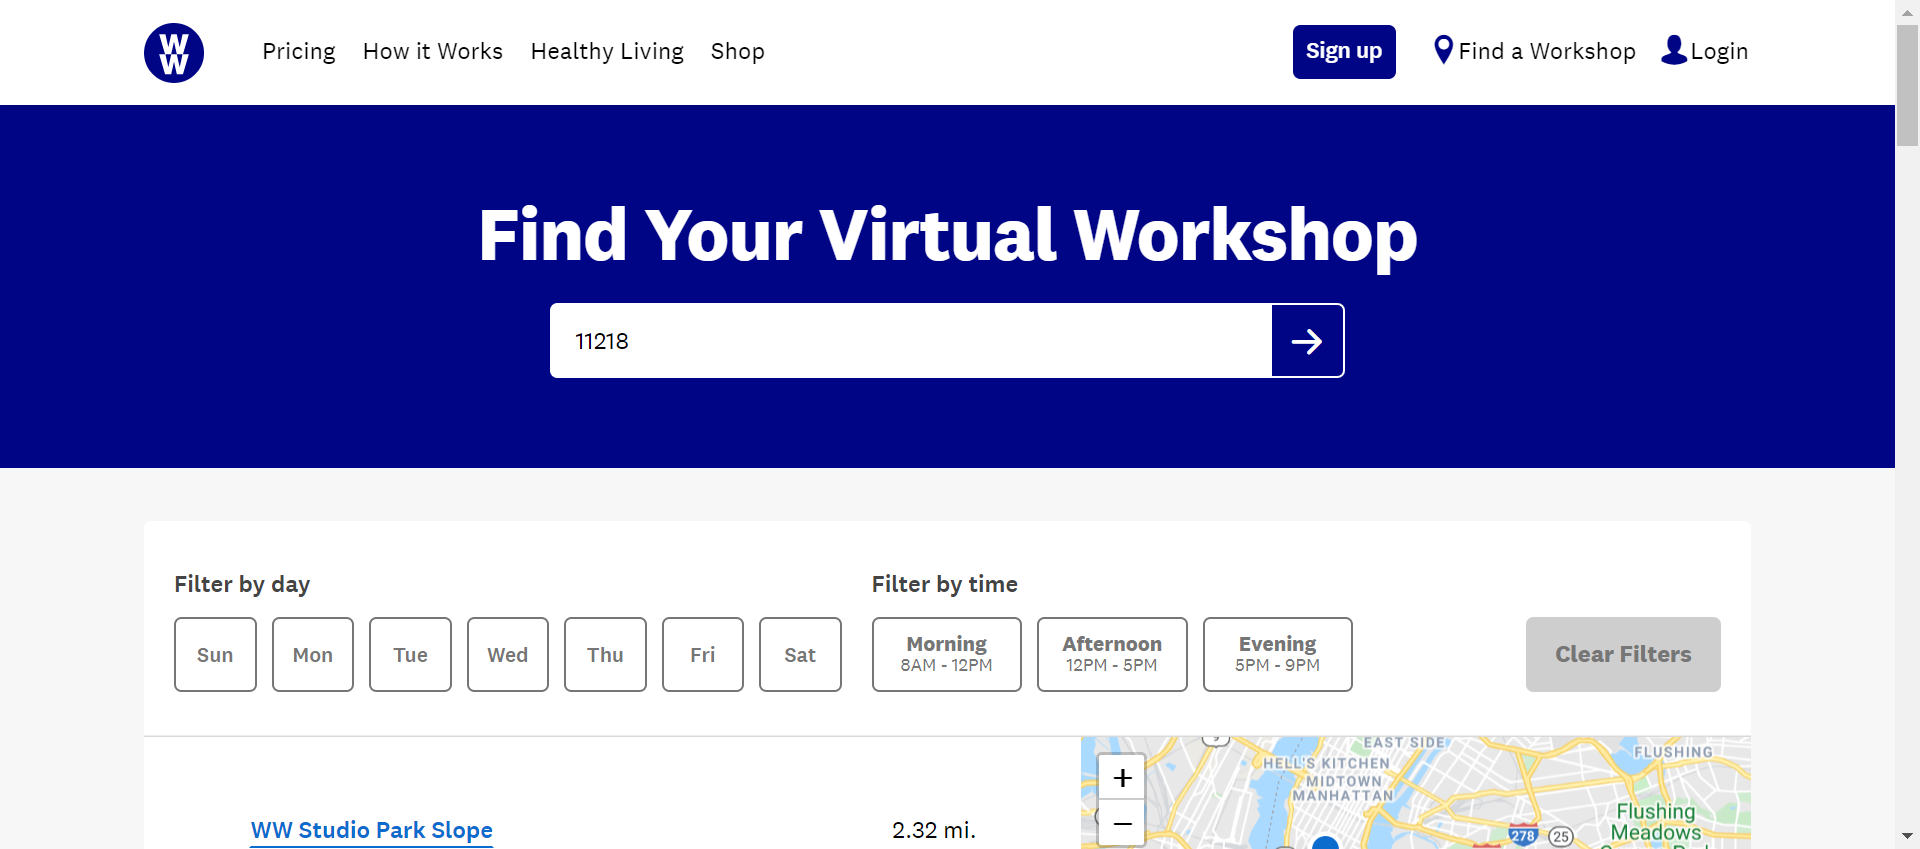 WW
Pricing How it Works Healthy Living Shop Sign up Find a Workshop Login
Find Your Virtual Workshop
11218
Filter by day Filter by time
Sun Mon Tue Wed Thu Fri Sat Morning Afternoon Evening Clear Filters
8AM - 12PM 12PM - 5PM 5PM - 9PM
WW Studio Park Slope 2.32 mi.
EAST SIDE
FLUSHING
HELL'S KITCHEN
MIDTOWN
MANHATTAN
+
−
Flushing
Meadows
278 25